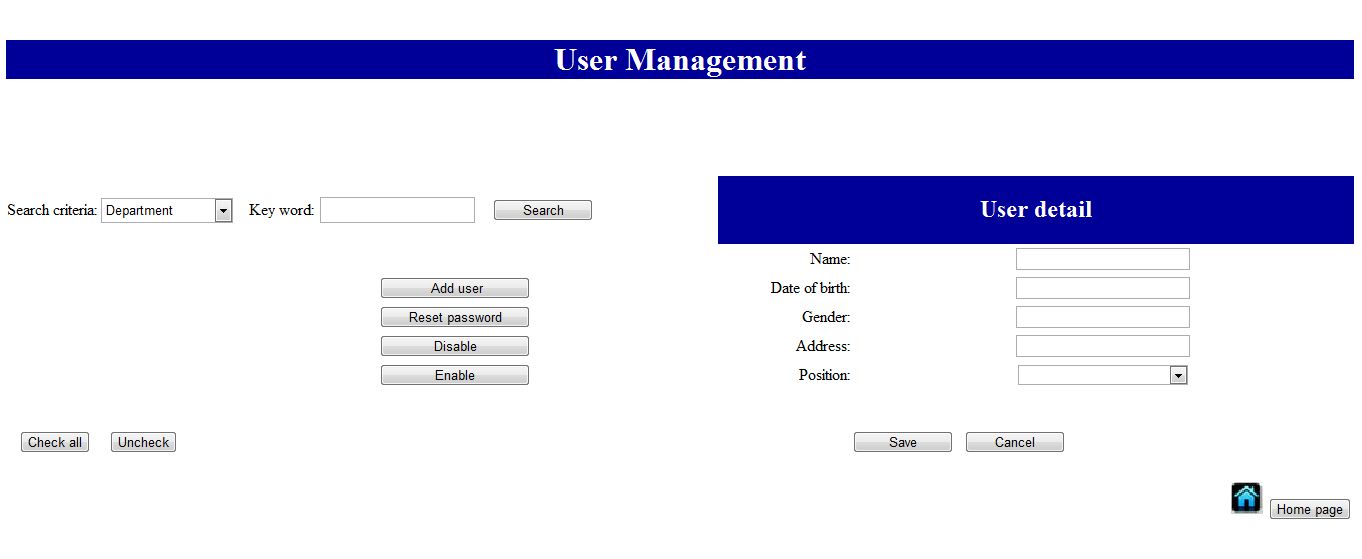 User Management
Search criteria: Department Key word: Search
Add user
Reset password
Disable
Enable
Check all Uncheck
User detail
Name:
Date of birth:
Gender:
Address:
Position:
Save Cancel
Home page